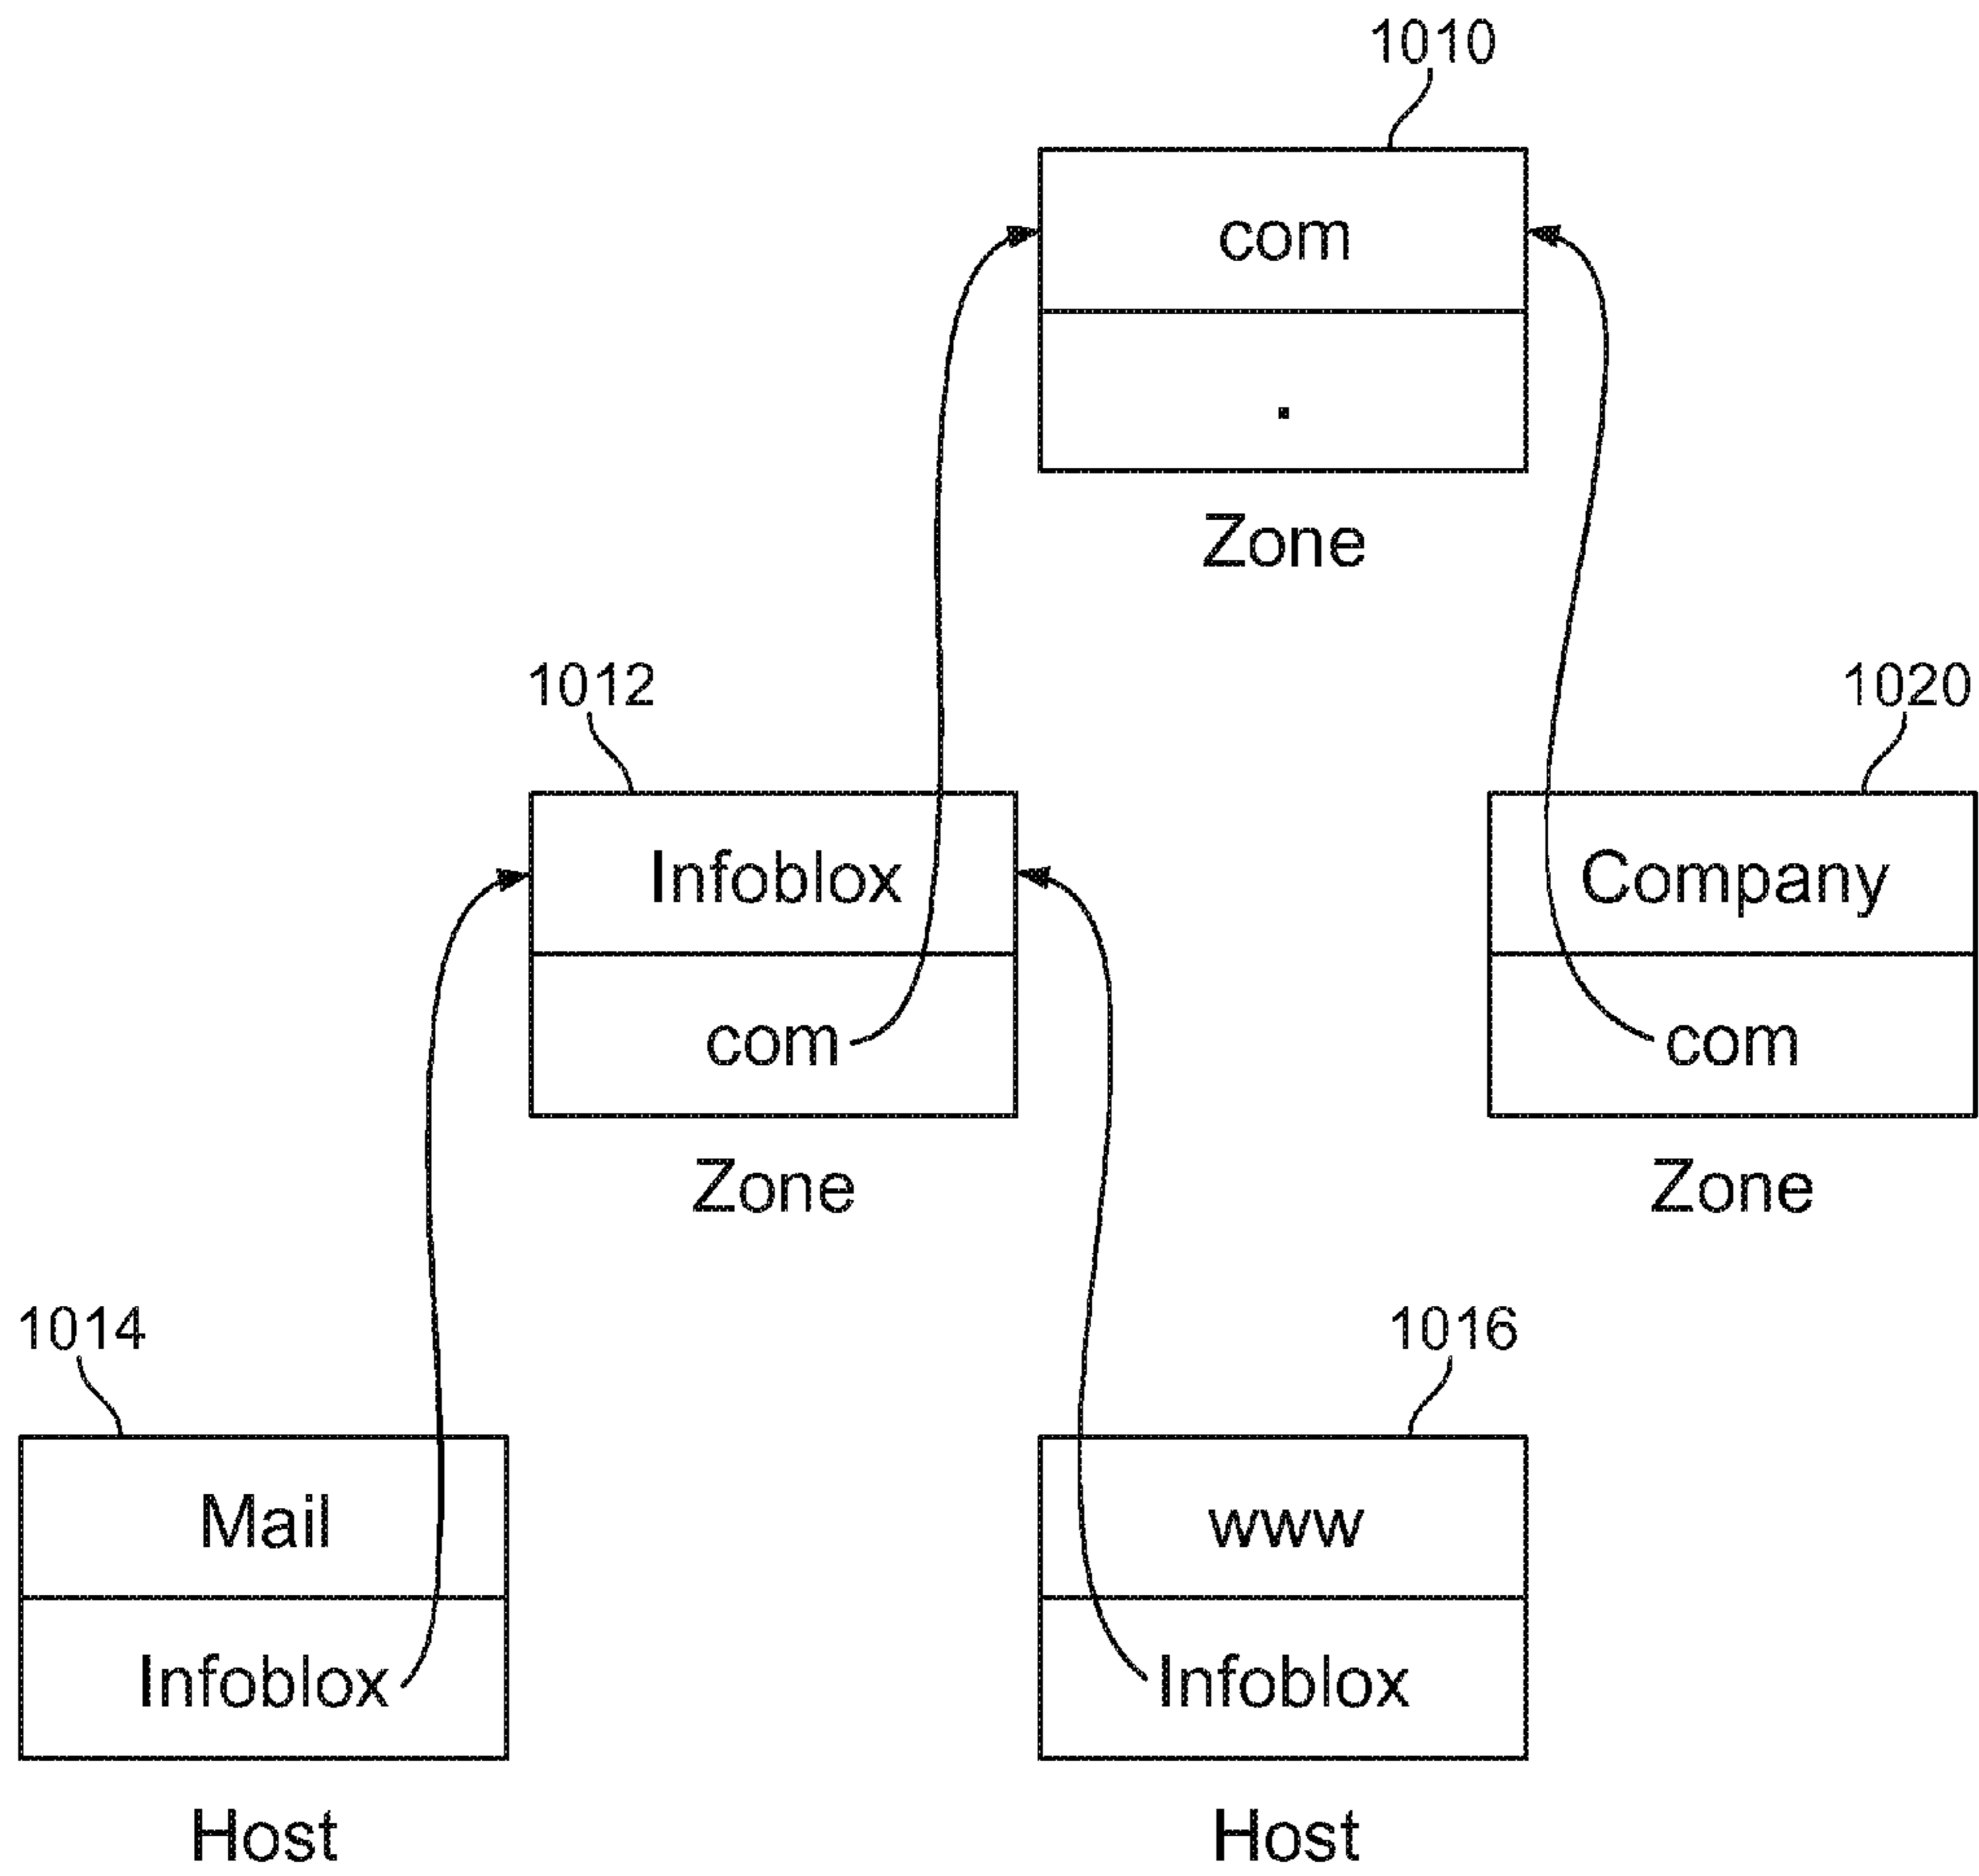 1010
com
.
Zone
1012
1020
Infoblox
Company
com
com
Zone
Zone
1014
1016
Mail
www
Infoblox
Infoblox
Host
Host